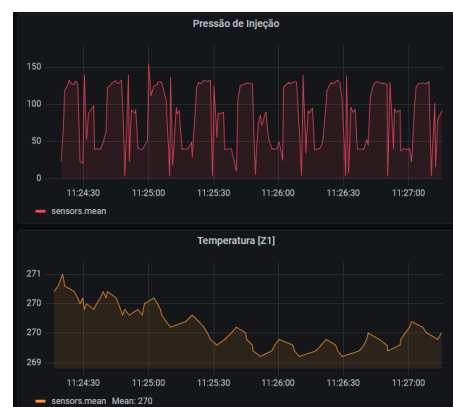 Pressão de Injeção
150
100
50
0
11:24:30 11:25:00 11:25:30 11:26:00 11:26:30 11:27:00
sensors.mean
Temperatura [Z1]
271
270
270
269
11:24:30 11:25:00 11:25:30 11:26:00 11:26:30 11:27:00
sensors.mean Mean: 270